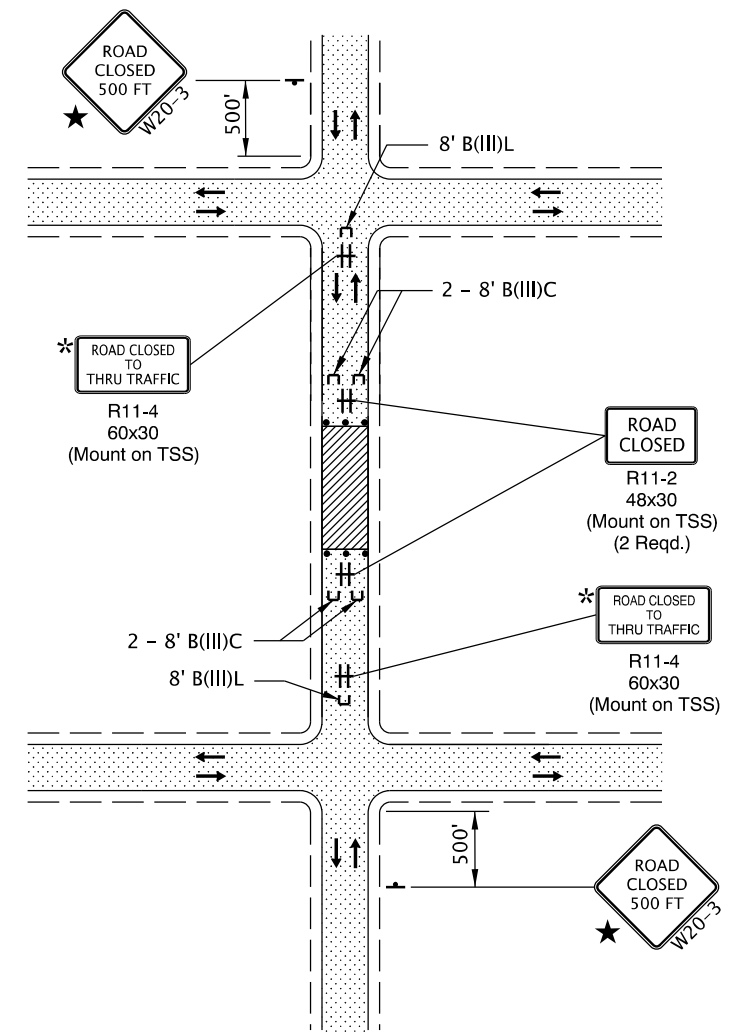 ROAD
CLOSED
500 FT
W20-3
500'
8' B(III)L
2 - 8' B(III)C
* ROAD CLOSED
TO
THRU TRAFFIC
R11-4
60x30
(Mount on TSS)
ROAD
CLOSED
R11-2
48x30
(Mount on TSS)
(2 Reqd.)
* ROAD CLOSED
TO
THRU TRAFFIC
R11-4
60x30
(Mount on TSS)
2 - 8' B(III)C
8' B(III)L
500'
ROAD
CLOSED
500 FT
W20-3